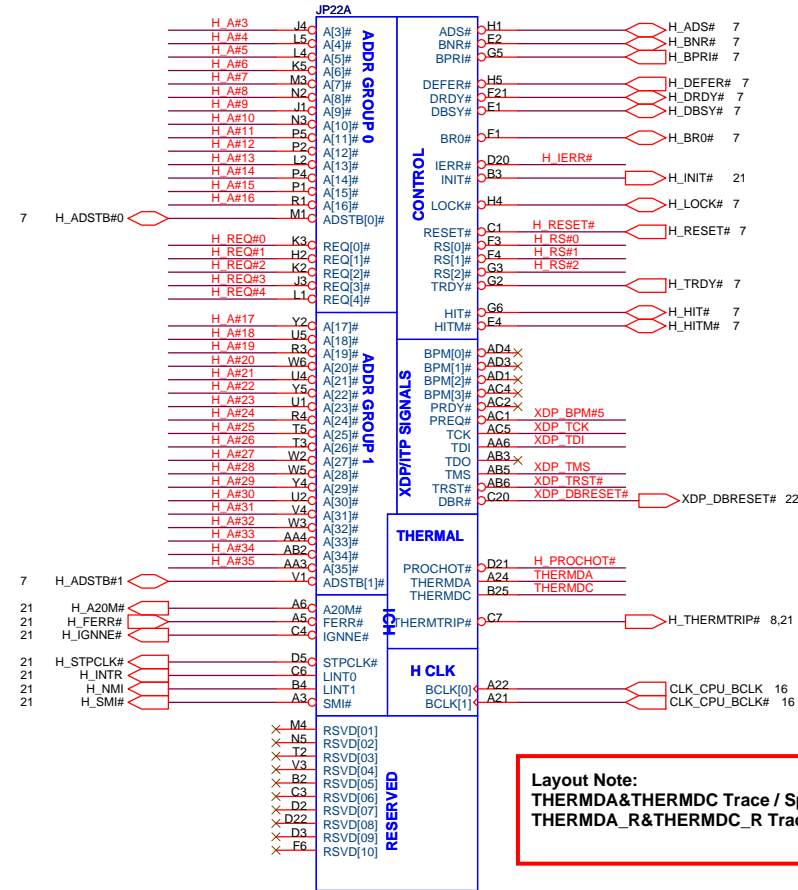 JP22A
ADDR GROUP 0
CONTROL
H_A#3 J4 A[3]# ADS# H1 H_ADS# 7
H_A#4 L5 A[4]# BNR# E2 H_BNR# 7
H_A#5 L4 A[5]# BPRI# G5 H_BPRI# 7
H_A#6 K5 A[6]#
H_A#7 M3 A[7]# DEFER# H5 H_DEFER# 7
H_A#8 N2 A[8]# DRDY# F21 H_DRDY# 7
H_A#9 J1 A[9]# DBSY# E1 H_DBSY# 7
H_A#10 N3 A[10]#
H_A#11 P5 A[11]# BR0# F1 H_BR0# 7
H_A#12 P2 A[12]#
H_A#13 L2 A[13]# IERR# D20 H_IERR#
H_A#14 P4 A[14]# INIT# B3 H_INIT# 21
H_A#15 P1 A[15]#
H_A#16 R1 A[16]# LOCK# H4 H_LOCK# 7
7 H_ADSTB#0 M1 ADSTB[0]#
RESET# C1 H_RESET# H_RESET# 7
H_REQ#0 K3 REQ[0]# RS[0]# F3 H_RS#0
H_REQ#1 H2 REQ[1]# RS[1]# F4 H_RS#1
H_REQ#2 K2 REQ[2]# RS[2]# G3 H_RS#2
H_REQ#3 J3 REQ[3]# TRDY# G2 H_TRDY# 7
H_REQ#4 L1 REQ[4]#
HIT# G6 H_HIT# 7
HITM# E4 H_HITM# 7
ADDR GROUP 1
XDP/ITP SIGNALS
H_A#17 Y2 A[17]#
H_A#18 U5 A[18]#
H_A#19 R3 A[19]# BPM[0]# AD4
H_A#20 W6 A[20]# BPM[1]# AD3
H_A#21 U4 A[21]# BPM[2]# AD1
H_A#22 Y5 A[22]# BPM[3]# AC4
H_A#23 U1 A[23]# PRDY# AC2
H_A#24 R4 A[24]# PREQ# AC1 XDP_BPM#5
H_A#25 T5 A[25]# TCK AC5 XDP_TCK
H_A#26 T3 A[26]# TDI AA6 XDP_TDI
H_A#27 W2 A[27]# TDO AB3
H_A#28 W5 A[28]# TMS AB5 XDP_TMS
H_A#29 Y4 A[29]# TRST# AB6 XDP_TRST#
H_A#30 U2 A[30]# DBR# C20 XDP_DBRESET# XDP_DBRESET# 22
H_A#31 V4 A[31]#
H_A#32 W3 A[32]#
H_A#33 AA4 A[33]#
H_A#34 AB2 A[34]#
H_A#35 AA3 A[35]#
7 H_ADSTB#1 V1 ADSTB[1]#
THERMAL
PROCHOT# D21 H_PROCHOT#
THERMDA A24 THERMDA
THERMDC B25 THERMDC
THERMTRIP# C7 H_THERMTRIP# 8,21
ICH
21 H_A20M# A6 A20M#
21 H_FERR# A5 FERR#
21 H_IGNNE# C4 IGNNE#
21 H_STPCLK# D5 STPCLK#
21 H_INTR C6 LINT0
21 H_NMI B4 LINT1
21 H_SMI# A3 SMI#
H CLK
BCLK[0] A22 CLK_CPU_BCLK 16
BCLK[1] A21 CLK_CPU_BCLK# 16
RESERVED
M4 RSVD[01]
N5 RSVD[02]
T2 RSVD[03]
V3 RSVD[04]
B2 RSVD[05]
C3 RSVD[06]
D2 RSVD[07]
D22 RSVD[08]
D3 RSVD[09]
F6 RSVD[10]
Layout Note:
THERMDA&THERMDC Trace / Sp
THERMDA_R&THERMDC_R Trac